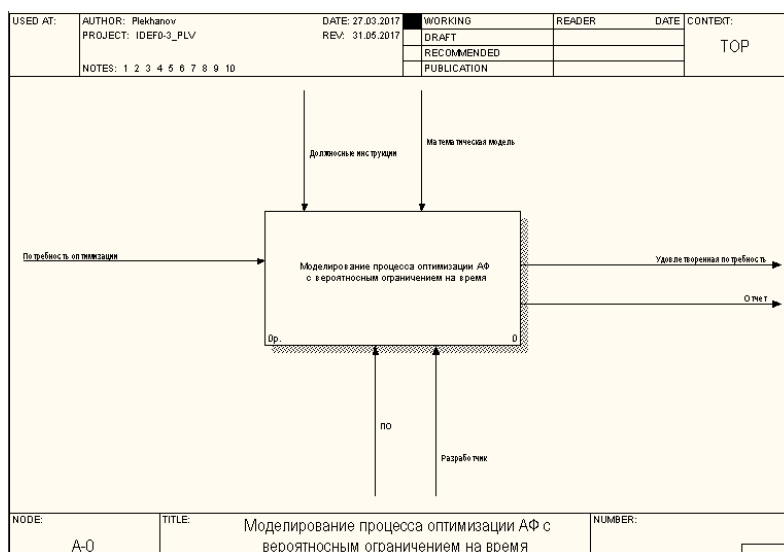 USED AT:
AUTHOR: Plekhanov
DATE: 27.03.2017
WORKING
READER
DATE
CONTEXT:
PROJECT: IDEF0-3_PLV
REV: 31.05.2017
DRAFT
TOP
RECOMMENDED
NOTES: 1 2 3 4 5 6 7 8 9 10
PUBLICATION
Должносные инструкции
Математическая модель
Потребность оптимизации
Моделирование процесса оптимизации АФ
с вероятностным ограничением на время
Удовлетворенная потребность
Отчет
0р.
0
ПО
Разработчик
NODE:
TITLE:
NUMBER:
A-0
Моделирование процесса оптимизации АФ с
вероятностным ограничением на время